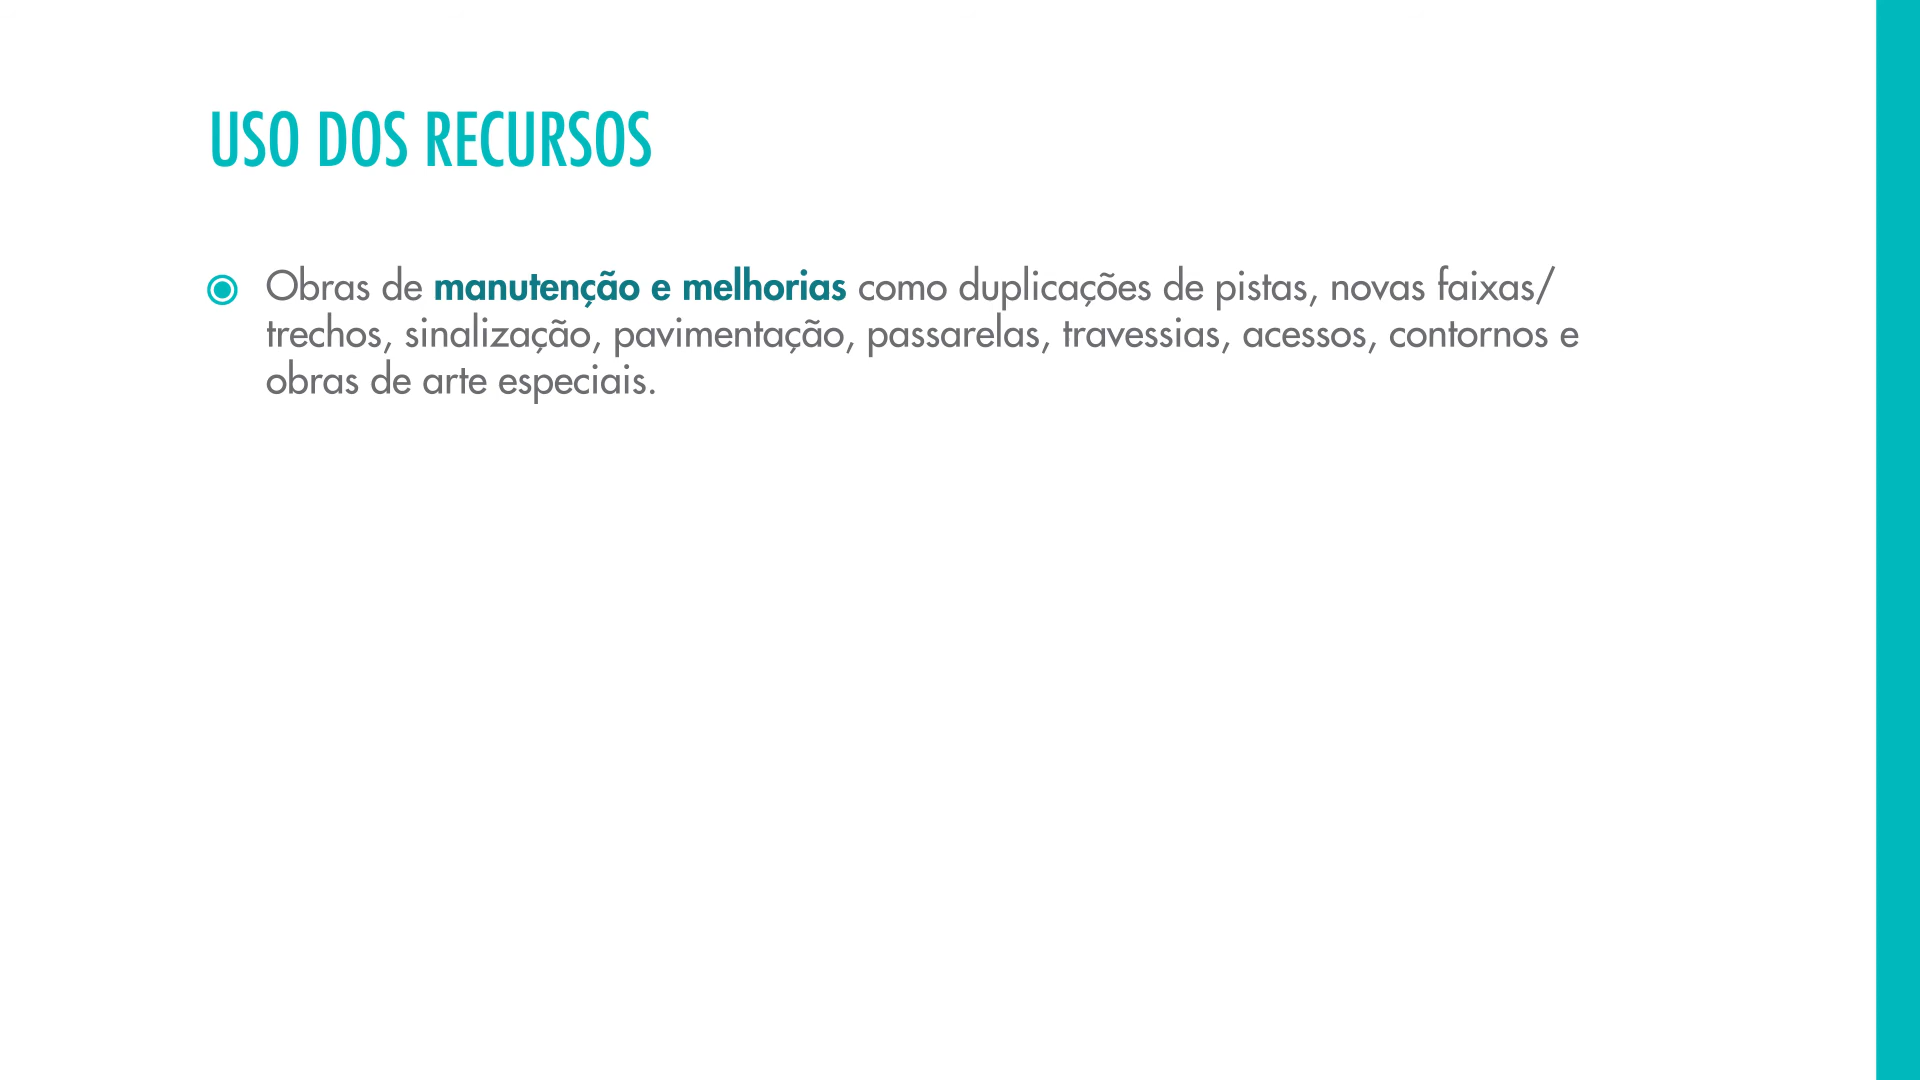 USO DOS RECURSOS
Obras de manutenção e melhorias como duplicações de pistas, novas faixas/
trechos, sinalização, pavimentação, passarelas, travessias, acessos, contornos e
obras de arte especiais.